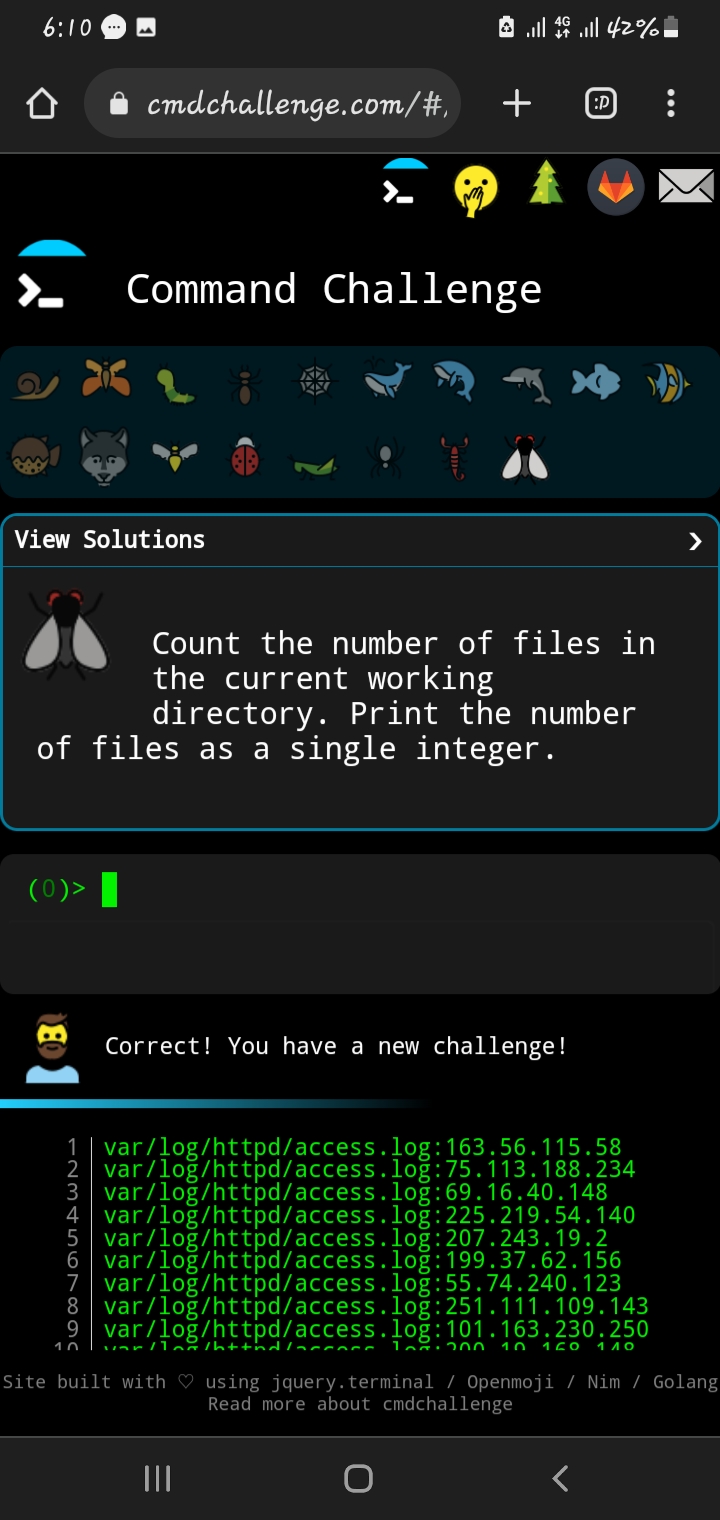 6:10
4G 42%
cmdchallenge.com/#,
:D
Command Challenge
View Solutions
Count the number of files in
the current working
directory. Print the number
of files as a single integer.
(0)>
Correct! You have a new challenge!
1 var/log/httpd/access.log:163.56.115.58
2 var/log/httpd/access.log:75.113.188.234
3 var/log/httpd/access.log:69.16.40.148
4 var/log/httpd/access.log:225.219.54.140
5 var/log/httpd/access.log:207.243.19.2
6 var/log/httpd/access.log:199.37.62.156
7 var/log/httpd/access.log:55.74.240.123
8 var/log/httpd/access.log:251.111.109.143
9 var/log/httpd/access.log:101.163.230.250
Site built with ♡ using jquery.terminal / Openmoji / Nim / Golang
Read more about cmdchallenge